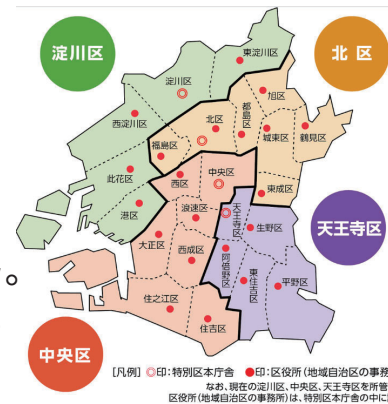 淀川区
北区
天王寺区
中央区
東淀川区
淀川区
西淀川区
旭区
北区
都島区
城東区
鶴見区
福島区
此花区
西区
中央区
東成区
港区
浪速区
天王寺区
生野区
大正区
西成区
阿倍野区
東住吉区
平野区
住之江区
住吉区
。
[凡例] ◎印:特別区本庁舎 ●印:区役所(地域自治区の事務
なお、現在の淀川区、中央区、天王寺区を所管
区役所(地域自治区の事務所)は、特別区本庁舎の中に